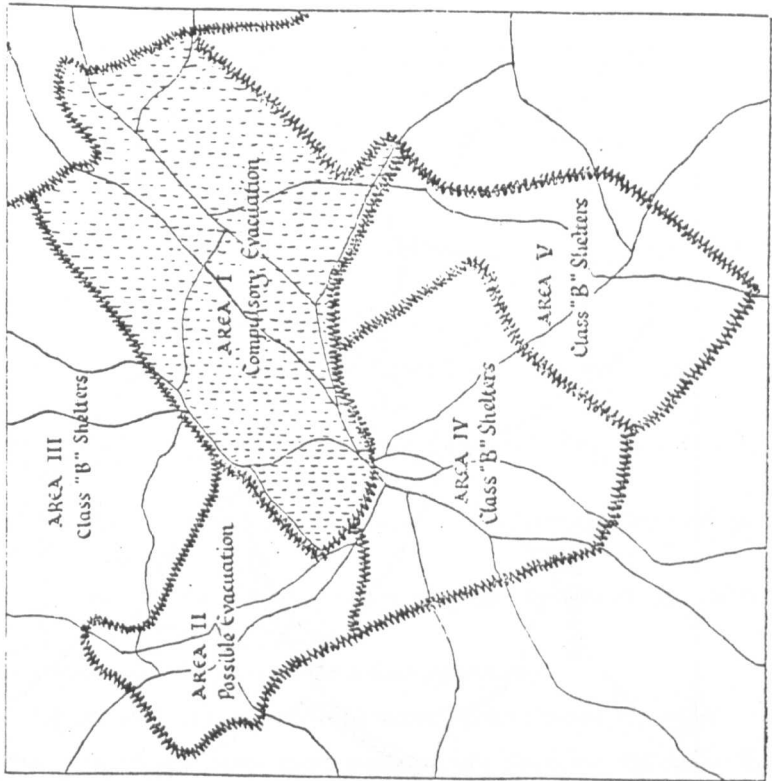 AREA I
Compulsory Evacuation
AREA II
Possible Evacuation
AREA III
Class "B" Shelters
AREA IV
Class "B" Shelters
AREA V
Class "B" Shelters